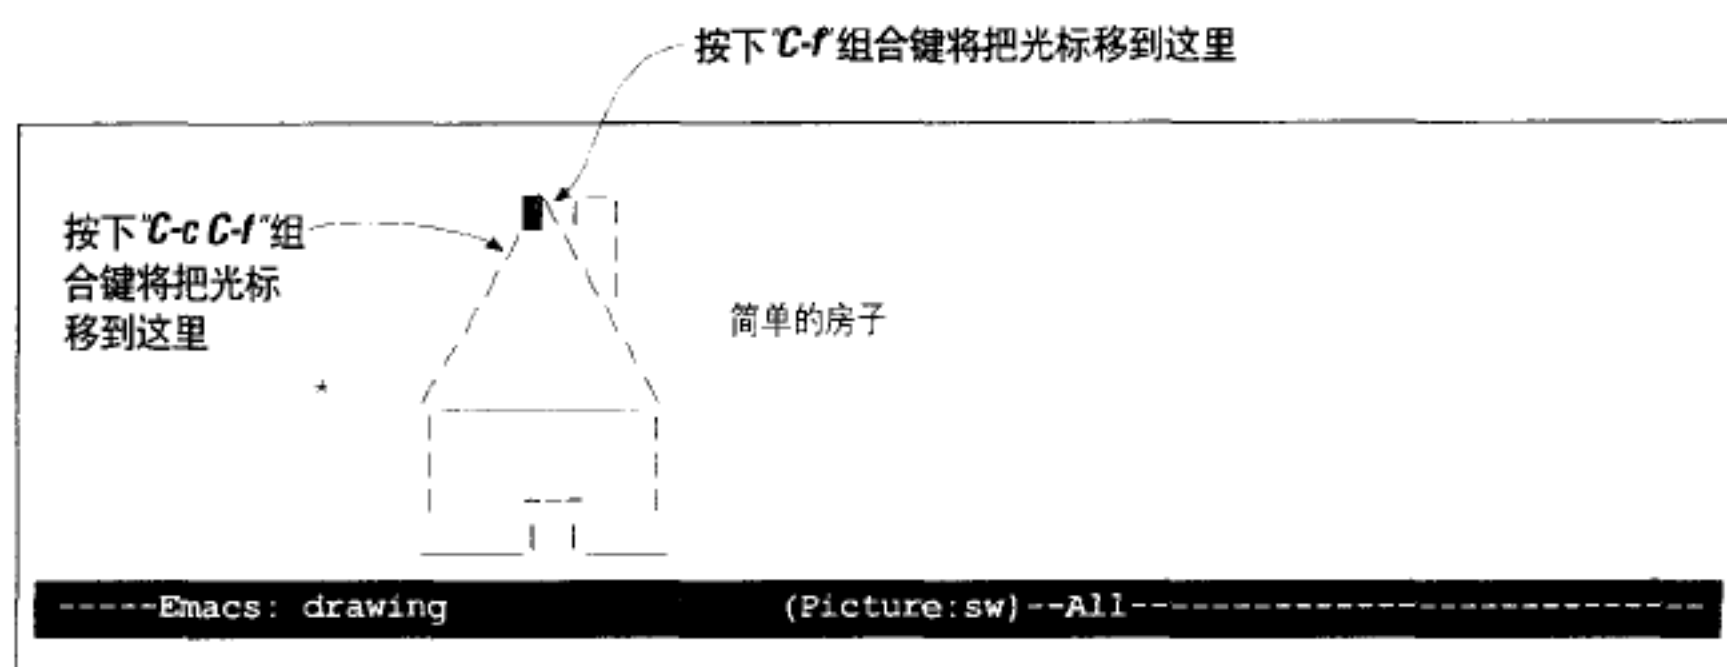 按下"C-f"组合键将把光标移到这里
按下"C-c C-f"组
合键将把光标
移到这里
简单的房子
*
-----Emacs: drawing (Picture:sw)--All------------------------------------